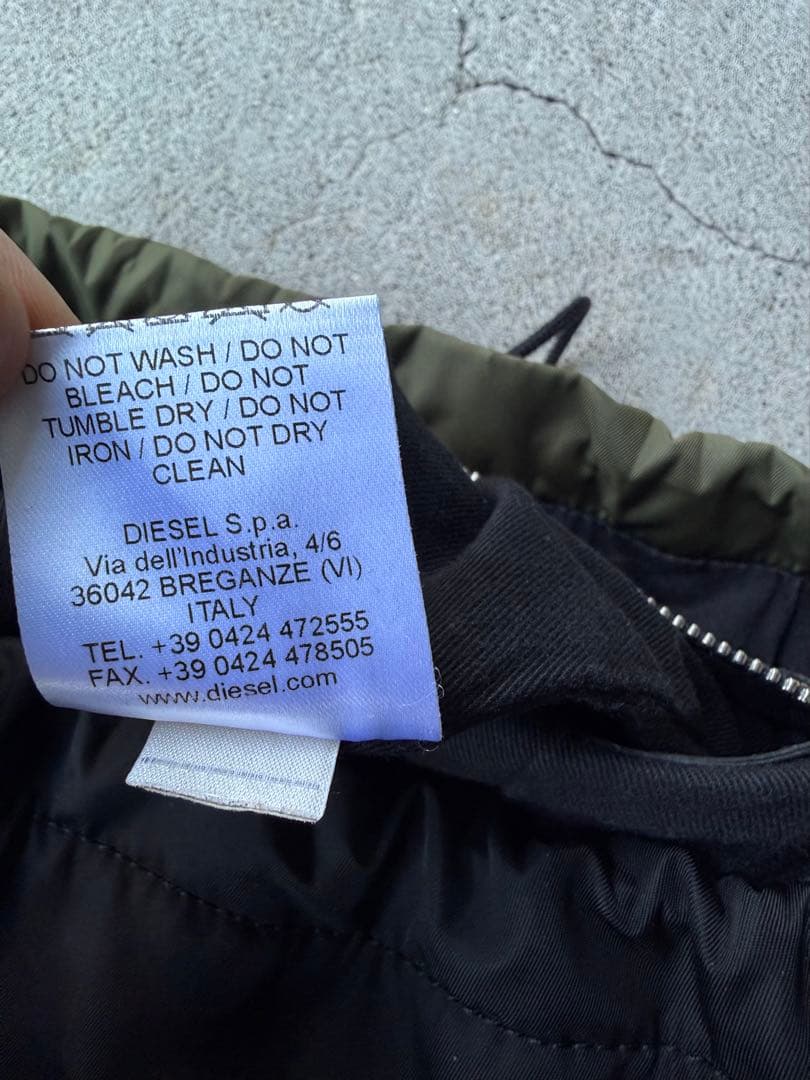 DO NOT WASH / DO NOT
BLEACH / DO NOT
TUMBLE DRY / DO NOT
IRON / DO NOT DRY
CLEAN
DIESEL S.p.a.
Via dell'Industria, 4/6
36042 BREGANZE (VI)
ITALY
TEL. +39 0424 472555
FAX. +39 0424 478505
www.diesel.com